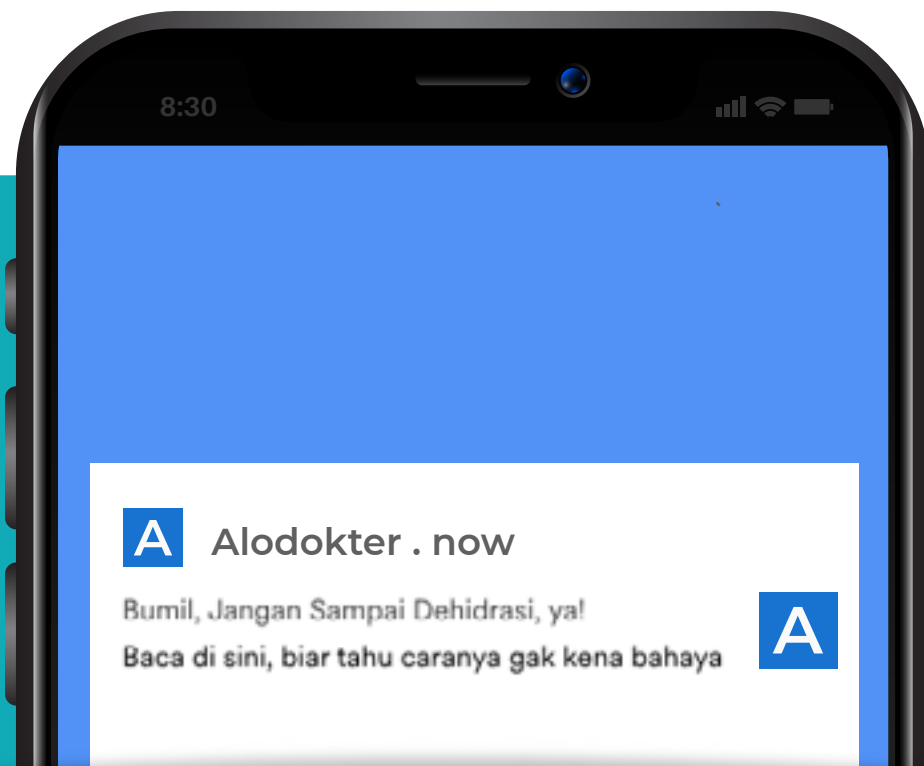 8:30
A Alodokter . now
Bumil, Jangan Sampai Dehidrasi, ya!
Baca di sini, biar tahu caranya gak kena bahaya
A